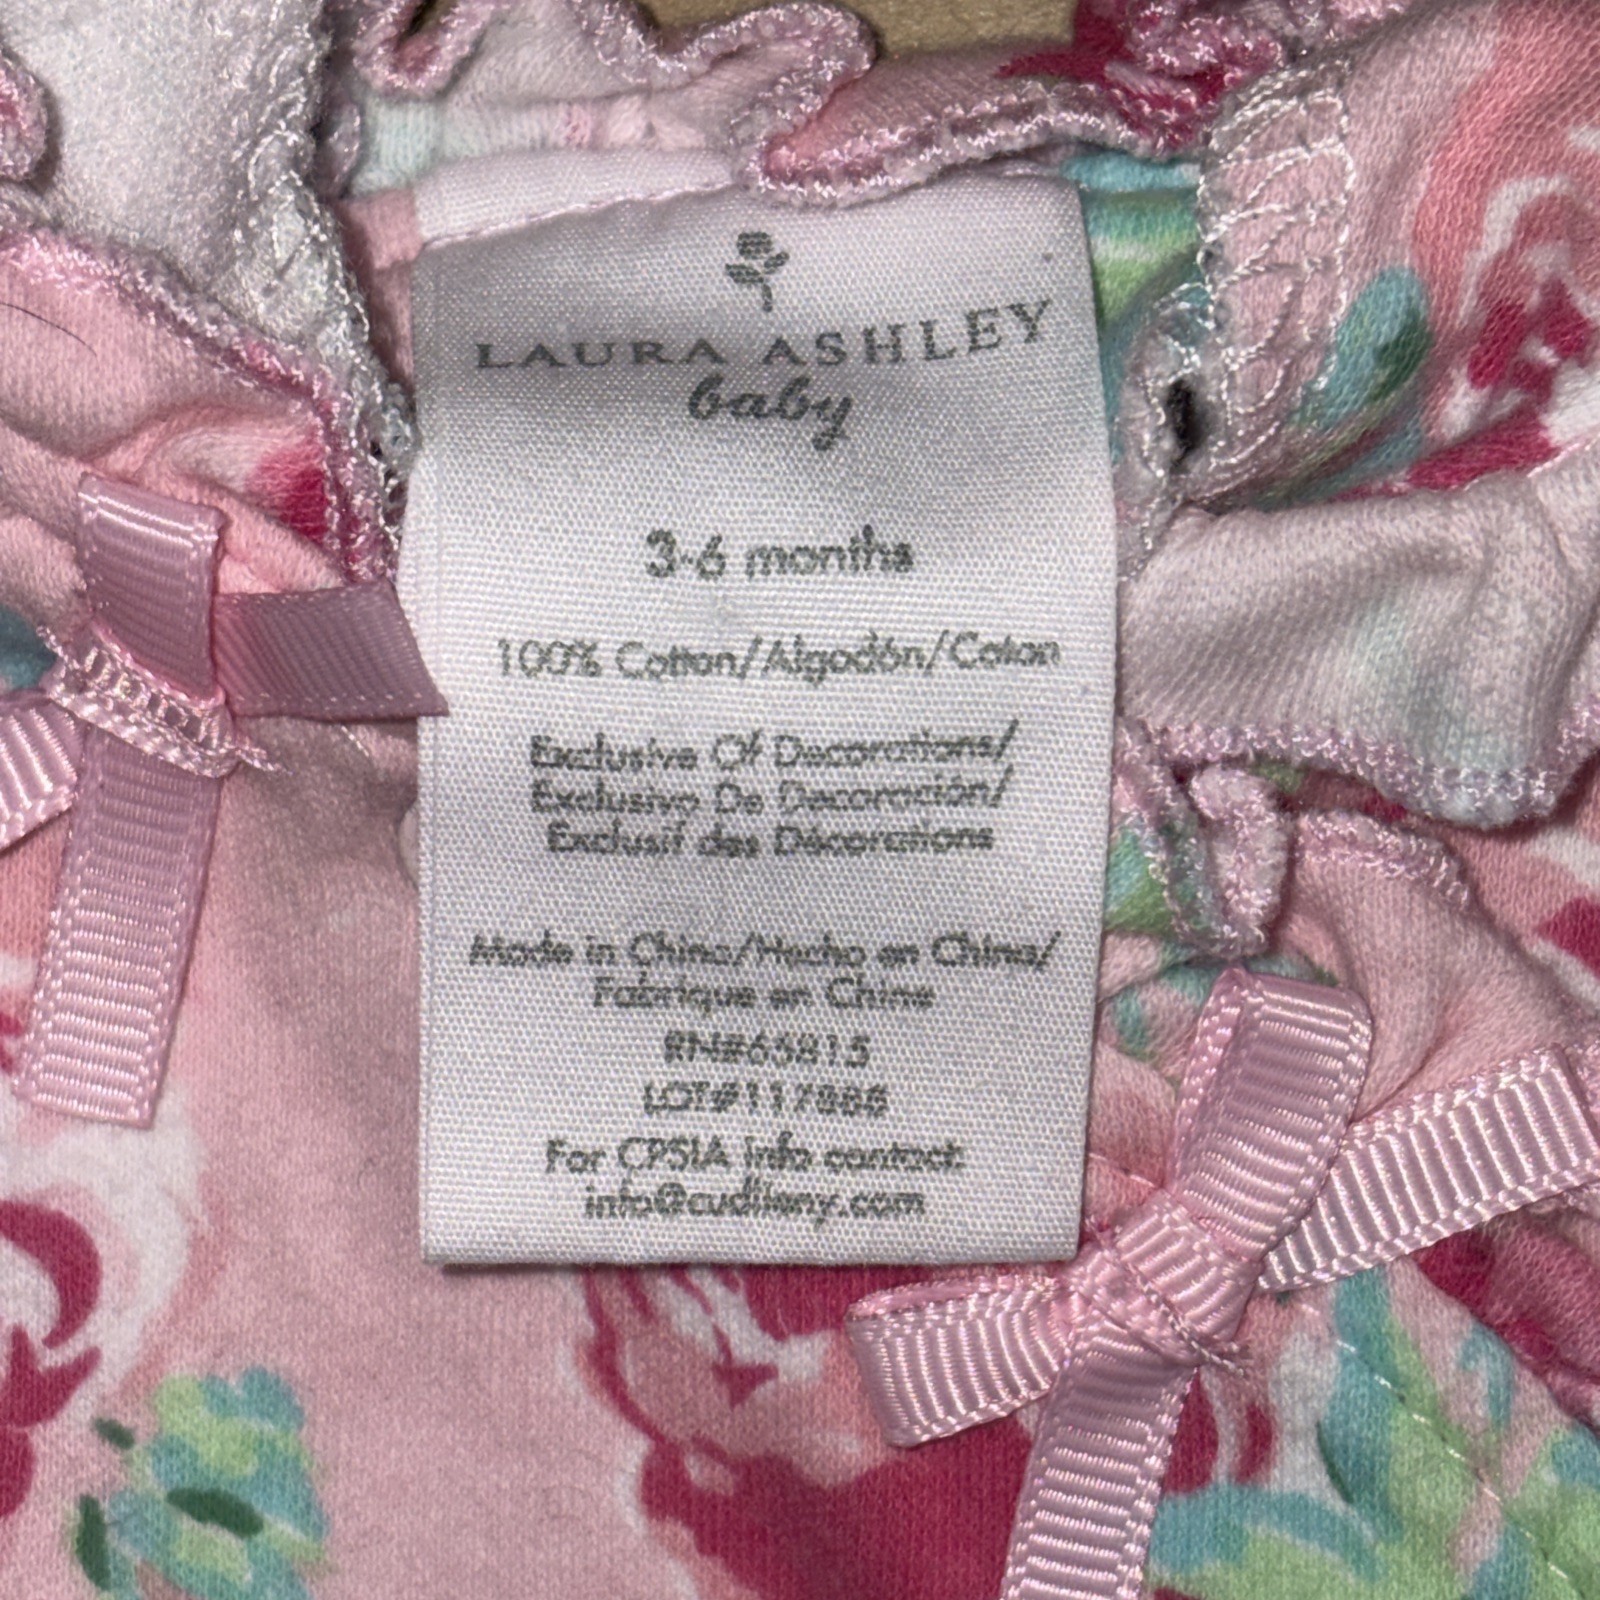 LAURA ASHLEY
baby
3-6 months
100% Cotton/Algodón/Coton
Exclusive Of Decorations/
Exclusivo De Decoración/
Exclusif des Décorations
Made in China/Hecho en China/
Fabrique en Chine
RN#65815
LOT#117886
For CPSIA info contact:
info@cudlieny.com